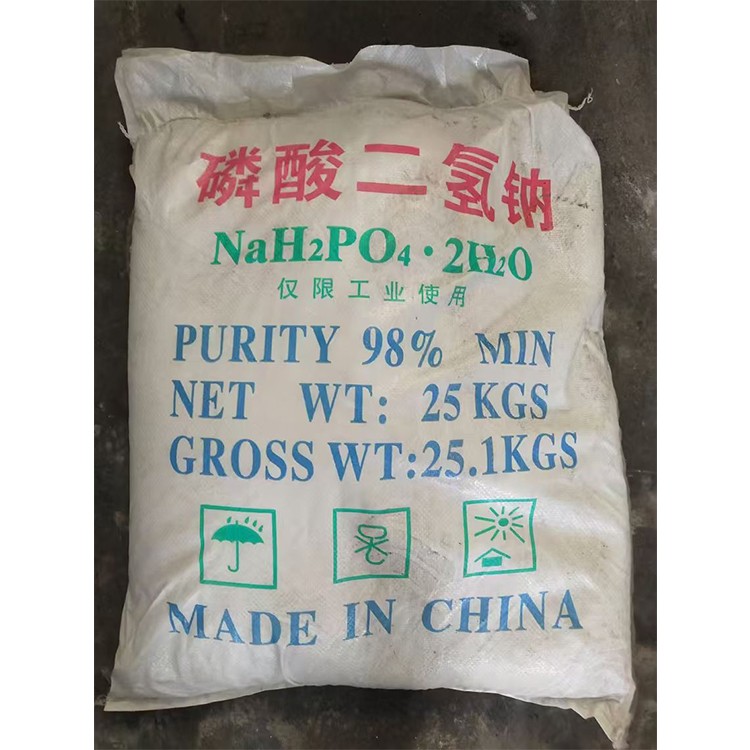 磷酸二氢钠
NaH₂PO₄·2H₂O
仅限工业使用
PURITY 98% MIN
NET WT: 25 KGS
GROSS WT:25.1KGS
MADE IN CHINA